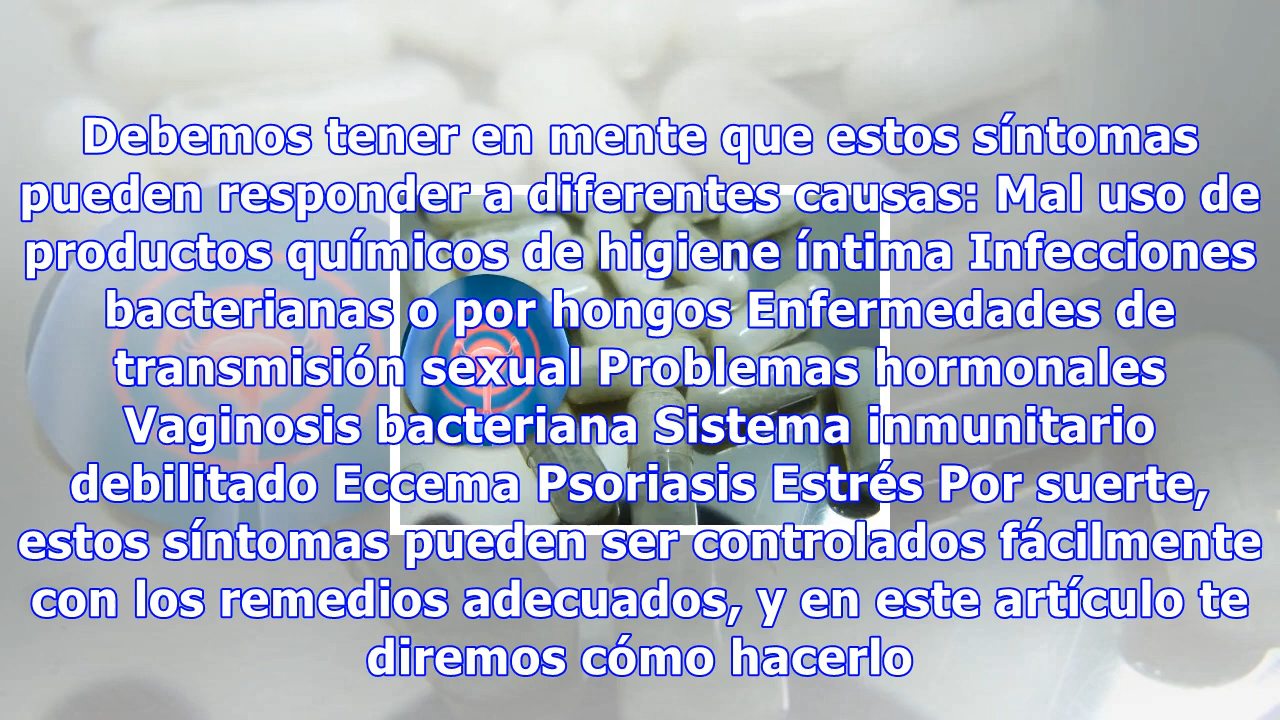 Debemos tener en mente que estos síntomas
pueden responder a diferentes causas: Mal uso de
productos químicos de higiene íntima Infecciones
bacterianas o por hongos Enfermedades de
transmisión sexual Problemas hormonales
Vaginosis bacteriana Sistema inmunitario
debilitado Eccema Psoriasis Estrés Por suerte,
estos síntomas pueden ser controlados fácilmente
con los remedios adecuados, y en este artículo te
diremos cómo hacerlo